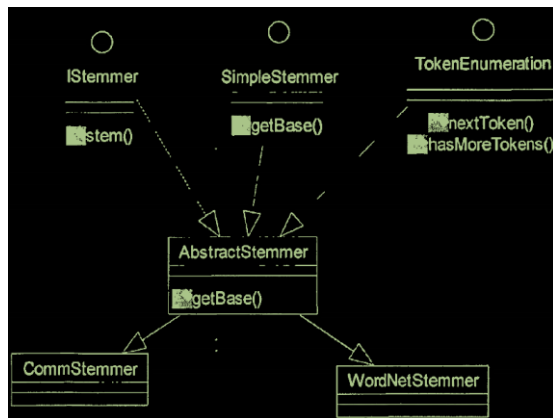 IStemmer
stem()
SimpleStemmer
getBase()
TokenEnumeration
nextToken()
hasMoreTokens()
AbstractStemmer
getBase()
CommStemmer
WordNetStemmer